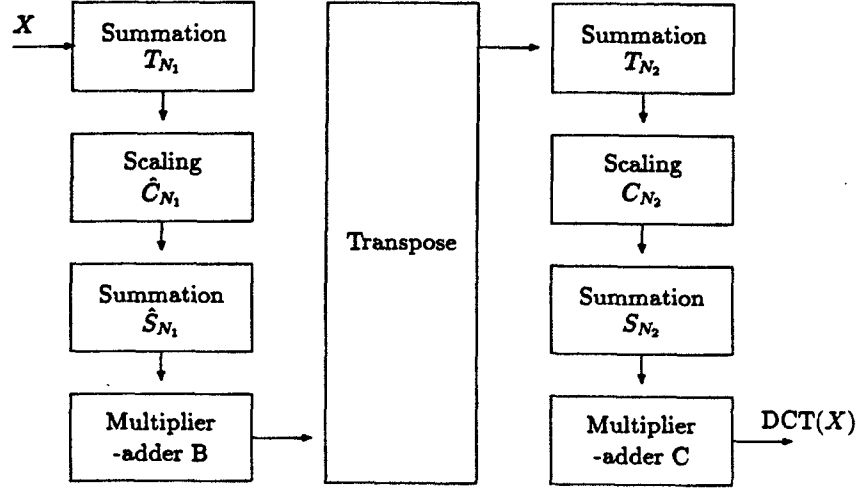 X
Summation
T_{N_1}
Scaling
Ĉ_{N_1}
Summation
Ŝ_{N_1}
Multiplier
-adder B
Transpose
Summation
T_{N_2}
Scaling
C_{N_2}
Summation
S_{N_2}
Multiplier
-adder C
DCT(X)